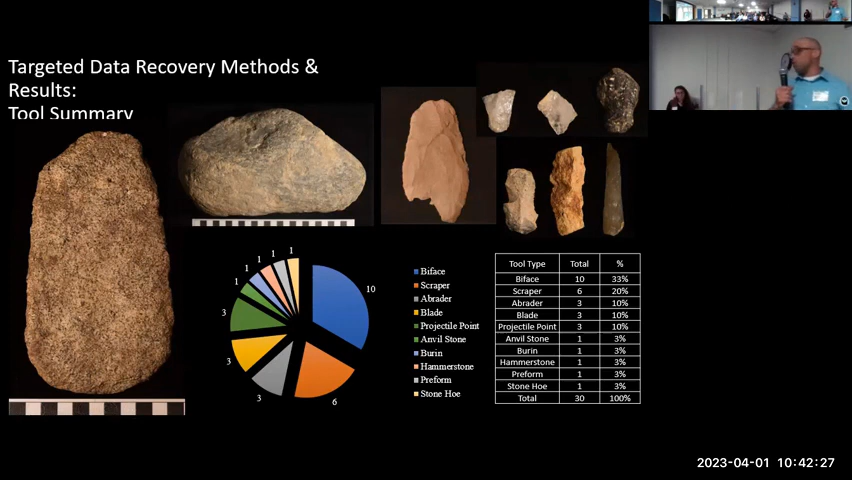 Targeted Data Recovery Methods &
Results:
Tool Summary
1
1
1
1
1
3
3
3
6
10
Biface
Scraper
Abrader
Blade
Projectile Point
Anvil Stone
Burin
Hammerstone
Preform
Stone Hoe
Tool Type Total %
Biface 10 33%
Scraper 6 20%
Abrader 3 10%
Blade 3 10%
Projectile Point 3 10%
Anvil Stone 1 3%
Burin 1 3%
Hammerstone 1 3%
Preform 1 3%
Stone Hoe 1 3%
Total 30 100%
2023-04-01 10:42:27